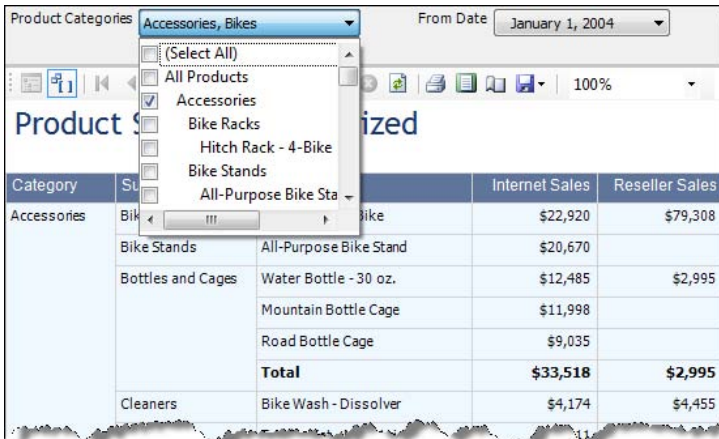 Product Categories Accessories, Bikes From Date January 1, 2004
(Select All)
All Products
Accessories
Bike Racks
Hitch Rack - 4-Bike
Bike Stands
All-Purpose Bike Sta
100%
Product S ized
Category Su Internet Sales Reseller Sales
Accessories Bik Bike $22,920 $79,308
Bike Stands All-Purpose Bike Stand $20,670
Bottles and Cages Water Bottle - 30 oz. $12,485 $2,995
Mountain Bottle Cage $11,998
Road Bottle Cage $9,035
Total $33,518 $2,995
Cleaners Bike Wash - Dissolver $4,174 $4,455